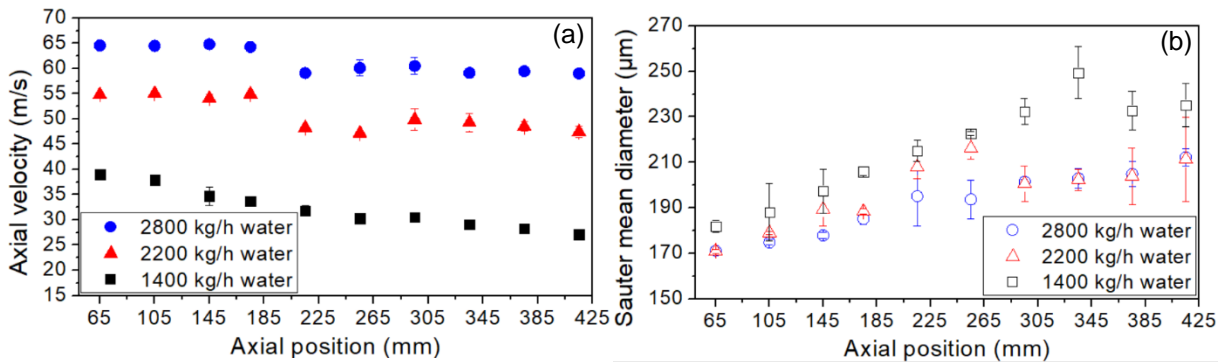 Axial velocity (m/s)
70
65
60
55
50
45
40
35
30
25
20
15
(a)
2800 kg/h water
2200 kg/h water
1400 kg/h water
65 105 145 185 225 265 305 345 385 425
Axial position (mm)
Sauter mean diameter (µm)
270
250
230
210
190
170
150
(b)
2800 kg/h water
2200 kg/h water
1400 kg/h water
65 105 145 185 225 265 305 345 385 425
Axial position (mm)